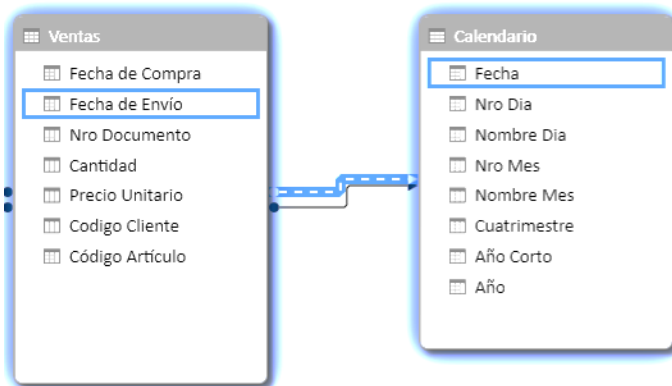 Ventas
Fecha de Compra
Fecha de Envío
Nro Documento
Cantidad
Precio Unitario
Codigo Cliente
Código Artículo
Calendario
Fecha
Nro Dia
Nombre Dia
Nro Mes
Nombre Mes
Cuatrimestre
Año Corto
Año